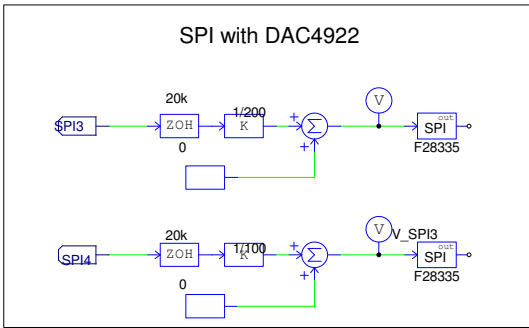 SPI with DAC4922
20k
1/200
V
SPI3
ZOH
K
+
Σ
+
out
SPI
0
F28335
20k
1/100
V
V_SPI3
SPI4
ZOH
K
+
Σ
+
out
SPI
0
F28335